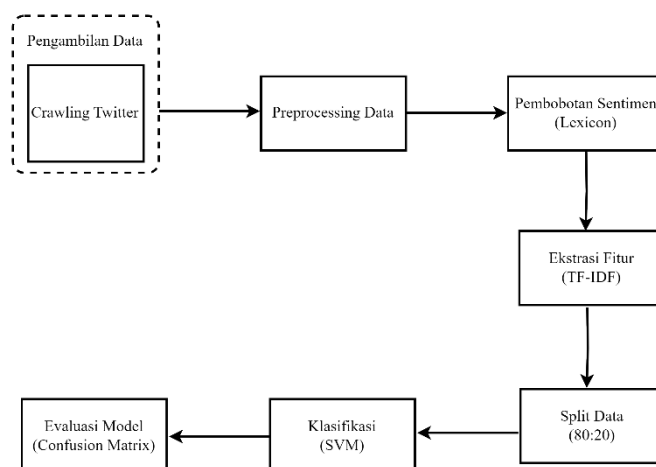 Pengambilan Data
Crawling Twitter
Preprocessing Data
Pembobotan Sentimen
(Lexicon)
Ekstrasi Fitur
(TF-IDF)
Split Data
(80:20)
Klasifikasi
(SVM)
Evaluasi Model
(Confusion Matrix)